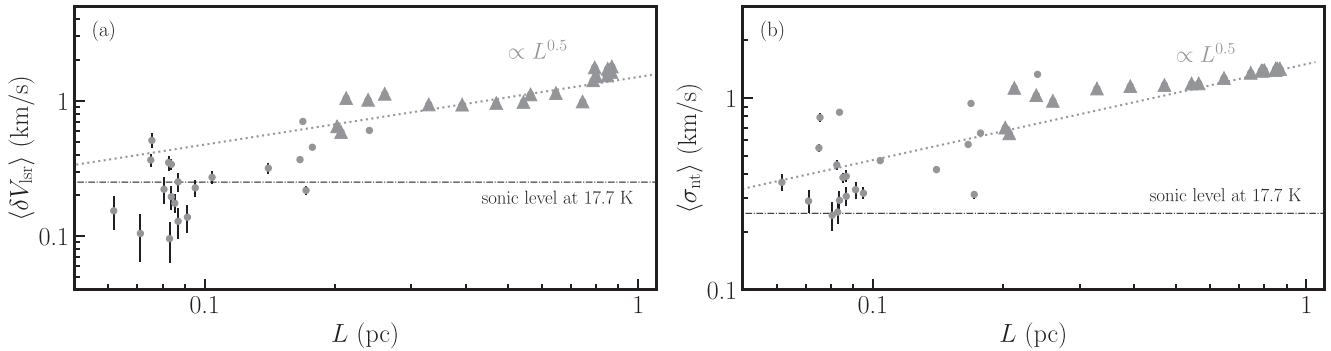 (a)
∝ L^0.5
1
0.1
sonic level at 17.7 K
⟨δV_lsr⟩ (km/s)
0.1
1
L (pc)
(b)
∝ L^0.5
1
0.1
sonic level at 17.7 K
⟨σ_nt⟩ (km/s)
0.1
1
L (pc)